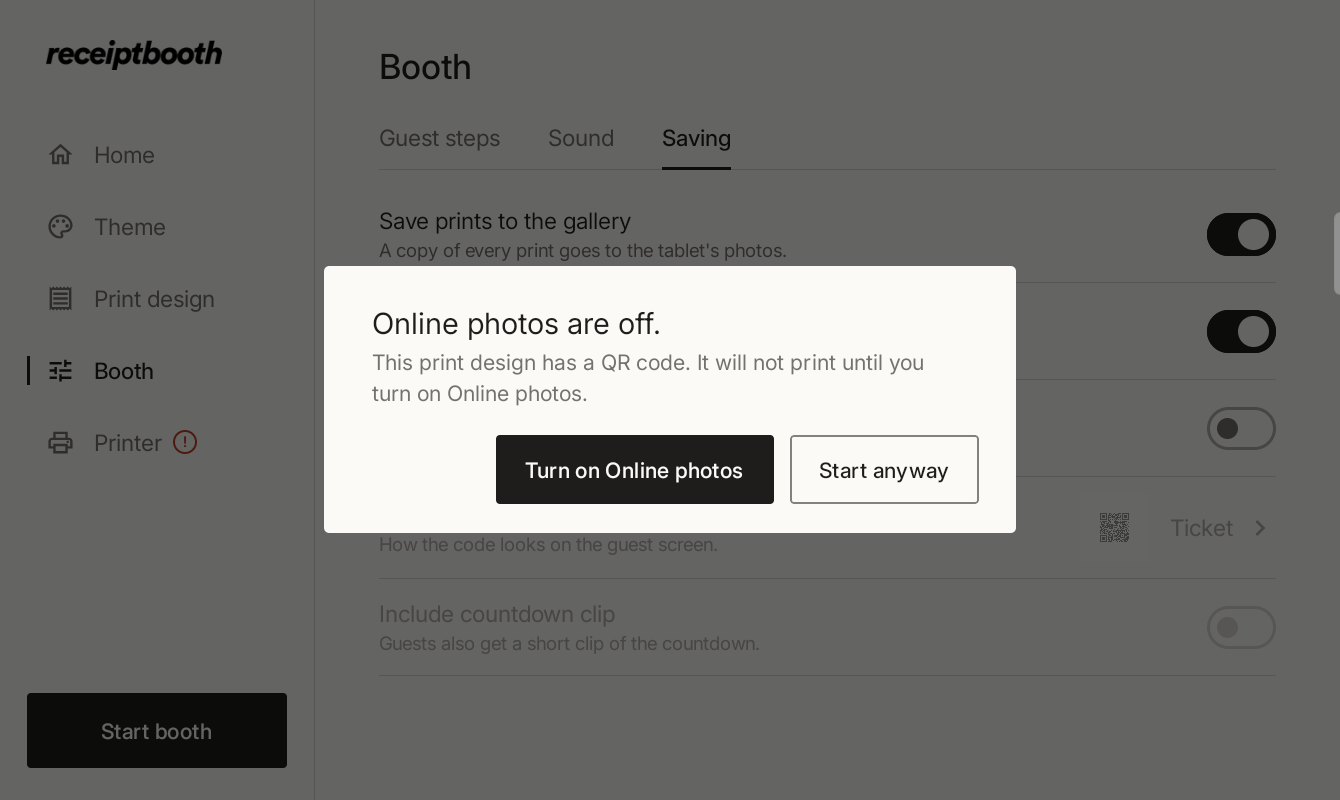 receiptbooth
Home
Theme
Print design
Booth
Printer
Start booth
Booth
Guest steps
Sound
Saving
Save prints to the gallery
A copy of every print goes to the tablet's photos.
Online photos are off.
This print design has a QR code. It will not print until you
turn on Online photos.
Turn on Online photos
Start anyway
How the code looks on the guest screen.
Ticket
Include countdown clip
Guests also get a short clip of the countdown.